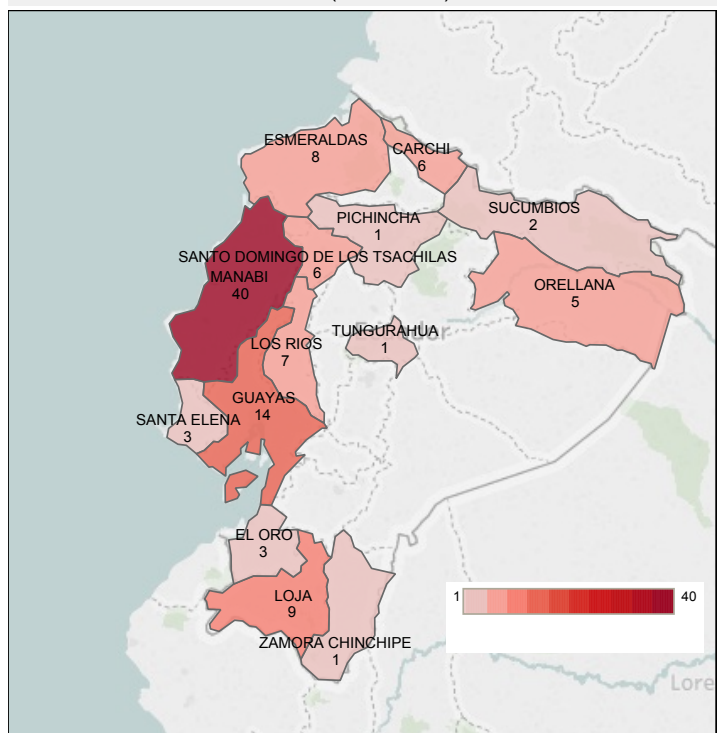 ESMERALDAS
8
CARCHI
6
PICHINCHA
1
SUCUMBIOS
2
SANTO DOMINGO DE LOS TSACHILAS
6
MANABI
40
ORELLANA
5
TUNGURAHUA
1
LOS RIOS
7
GUAYAS
14
SANTA ELENA
3
EL ORO
3
LOJA
9
ZAMORA CHINCHIPE
1
1 40
Lore